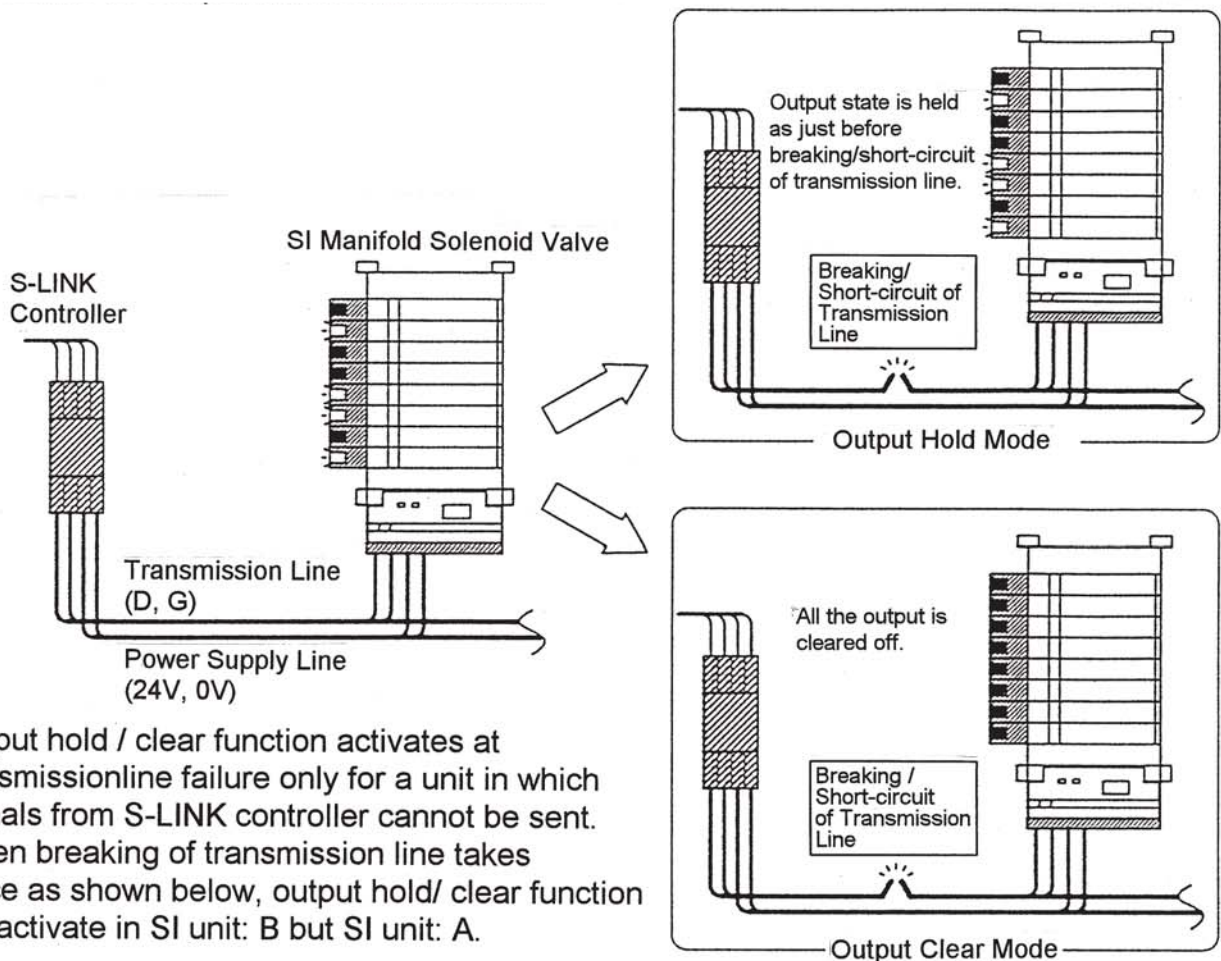 SI Manifold Solenoid Valve
S-LINK
Controller
Transmission Line
(D, G)
Power Supply Line
(24V, 0V)
Output state is held
as just before
breaking/short-circuit
of transmission line.
Breaking/
Short-circuit of
Transmission
Line
Output Hold Mode
All the output is
cleared off.
Breaking /
Short-circuit
of Transmission
Line
Output Clear Mode
put hold / clear function activates at
smissionline failure only for a unit in which
als from S-LINK controller cannot be sent.
en breaking of transmission line takes
ce as shown below, output hold/ clear function
activate in SI unit: B but SI unit: A.